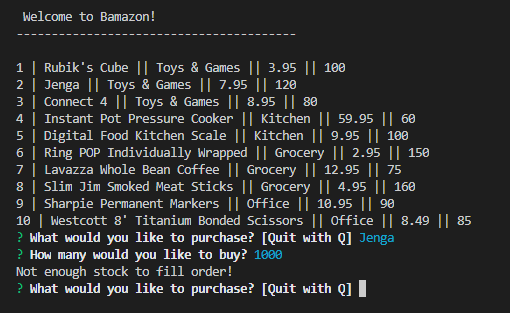 Welcome to Bamazon!
--------------------------------------
1 | Rubik's Cube || Toys & Games || 3.95 || 100
2 | Jenga || Toys & Games || 7.95 || 120
3 | Connect 4 || Toys & Games || 8.95 || 80
4 | Instant Pot Pressure Cooker || Kitchen || 59.95 || 60
5 | Digital Food Kitchen Scale || Kitchen || 9.95 || 100
6 | Ring POP Individually Wrapped || Grocery || 2.95 || 150
7 | Lavazza Whole Bean Coffee || Grocery || 12.95 || 75
8 | Slim Jim Smoked Meat Sticks || Grocery || 4.95 || 160
9 | Sharpie Permanent Markers || Office || 10.95 || 90
10 | Westcott 8' Titanium Bonded Scissors || Office || 8.49 || 85
? What would you like to purchase? [Quit with Q] Jenga
? How many would you like to buy? 1000
Not enough stock to fill order!
? What would you like to purchase? [Quit with Q]